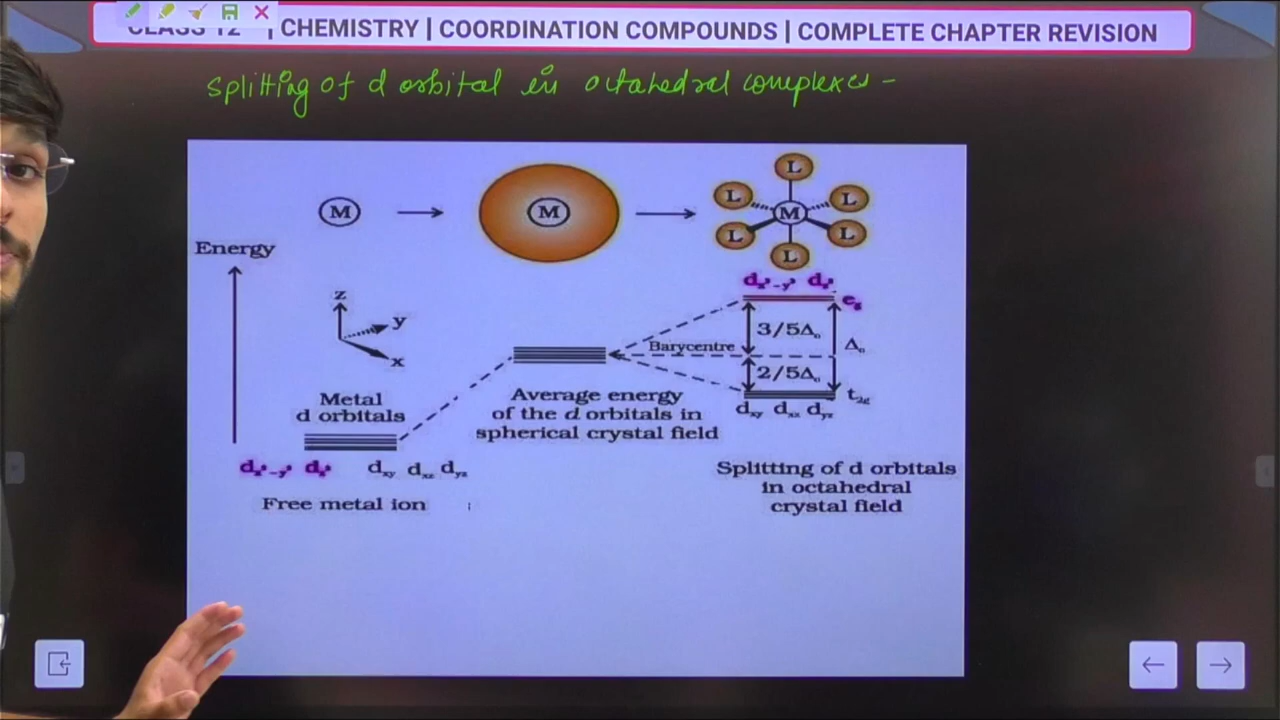 CLASS 12TH | CHEMISTRY | COORDINATION COMPOUNDS | COMPLETE CHAPTER REVISION
splitting of d orbital in octahedral complexes -
M
M
L
L
L
M
L
L
L
Energy
z
y
x
Metal
d orbitals
Average energy
of the d orbitals in
spherical crystal field
Barycentre
dx²-y² dz²
eg
3/5Δo
Δo
2/5Δo
t2g
dxy dxz dyz
dx²-y² dz² dxy dxz dyz
Free metal ion
Splitting of d orbitals
in octahedral
crystal field